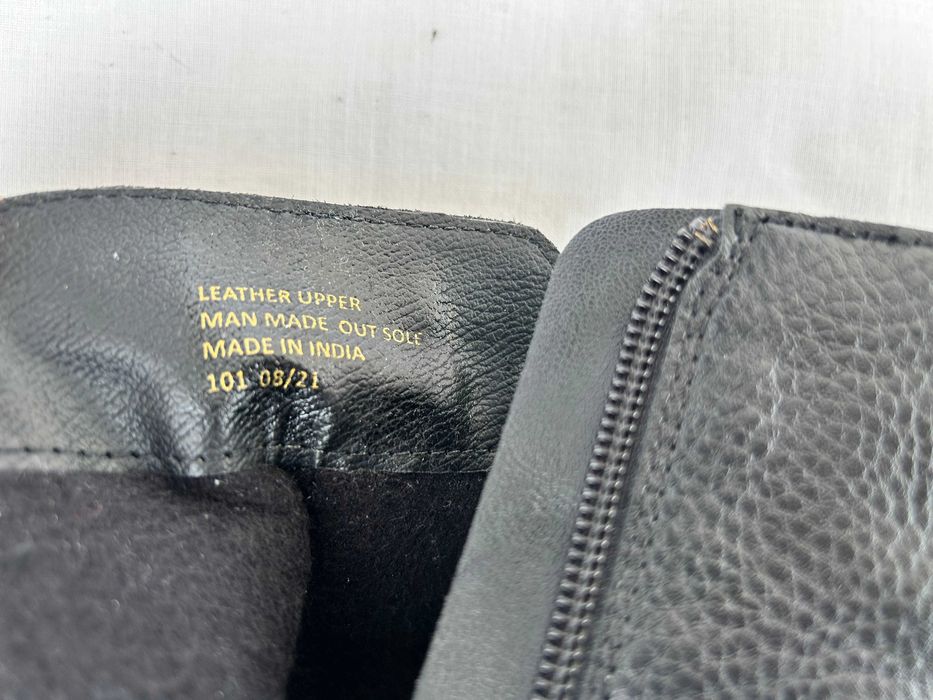 LEATHER UPPER
MAN MADE OUT SOLE
MADE IN INDIA
101 08/21